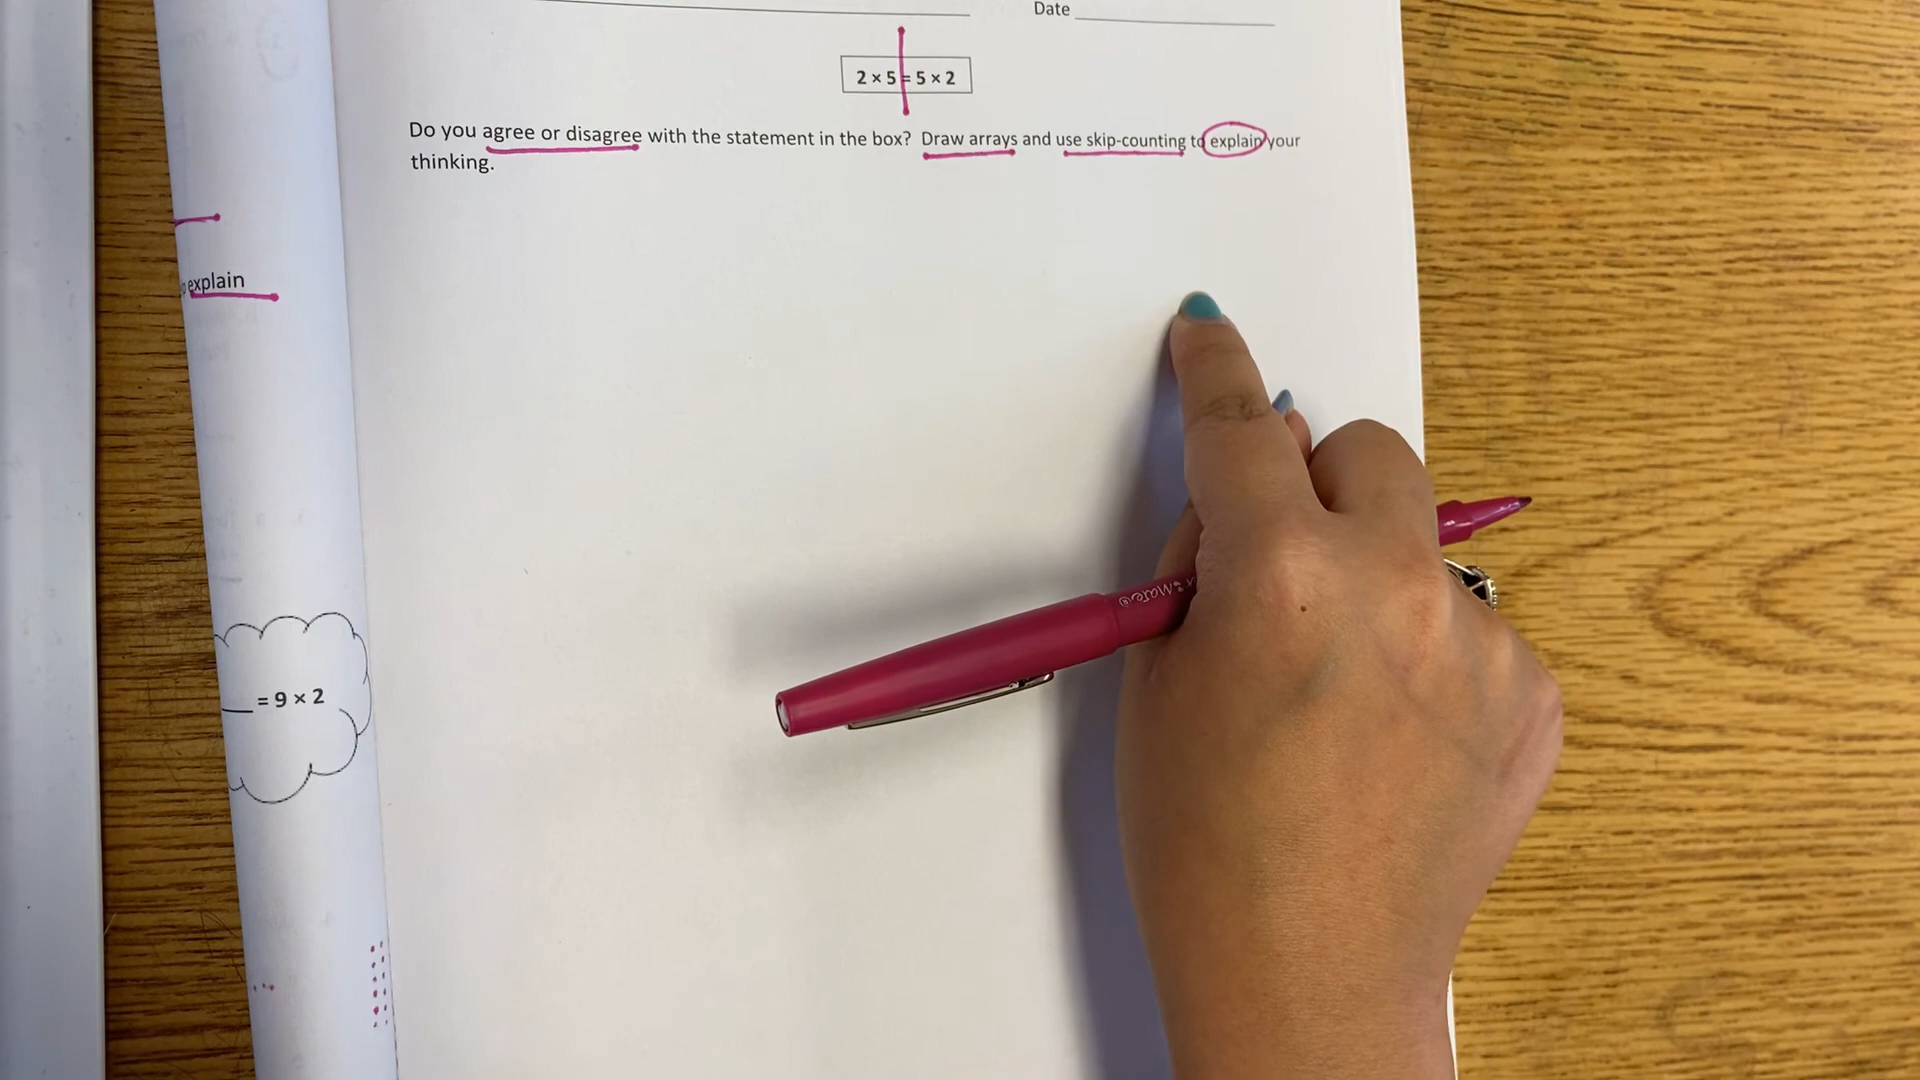 Date
2 × 5 = 5 × 2
Do you agree or disagree with the statement in the box? Draw arrays and use skip-counting to explain your
thinking.
explain
= 9 × 2
Mate®